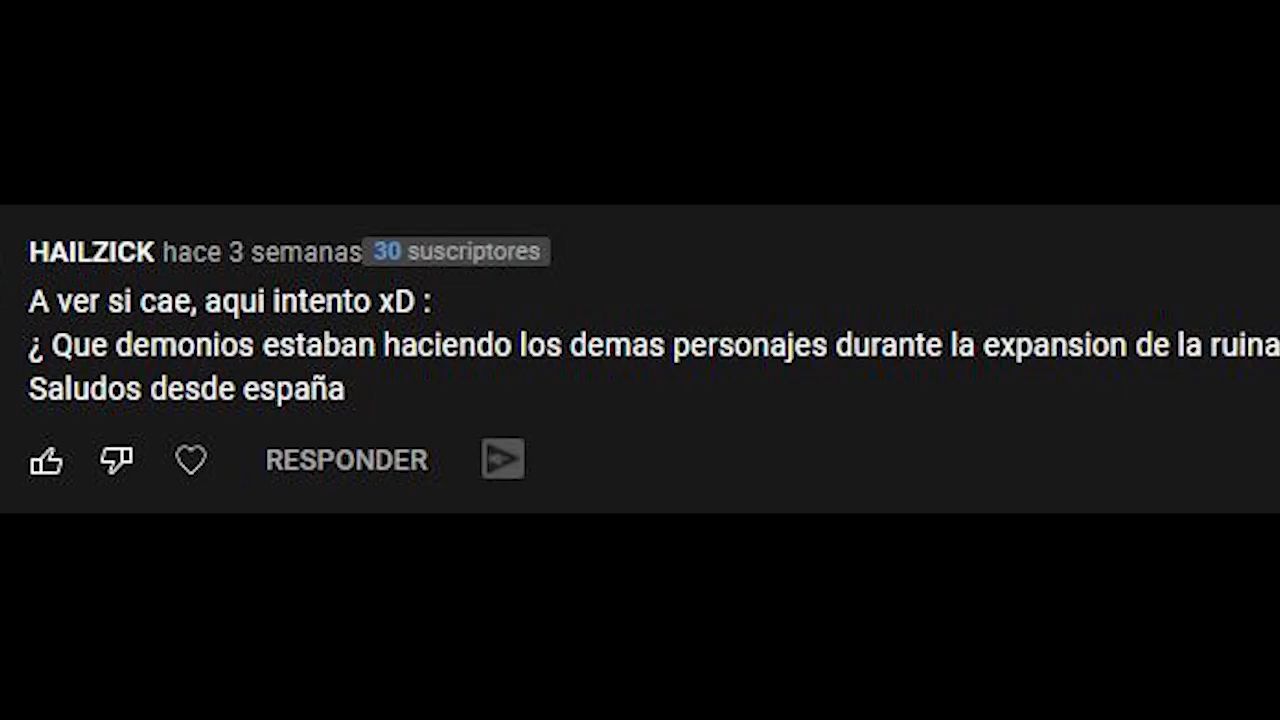 HAILZICK hace 3 semanas 30 suscriptores
A ver si cae, aqui intento xD :
¿ Que demonios estaban haciendo los demas personajes durante la expansion de la ruina
Saludos desde españa
RESPONDER